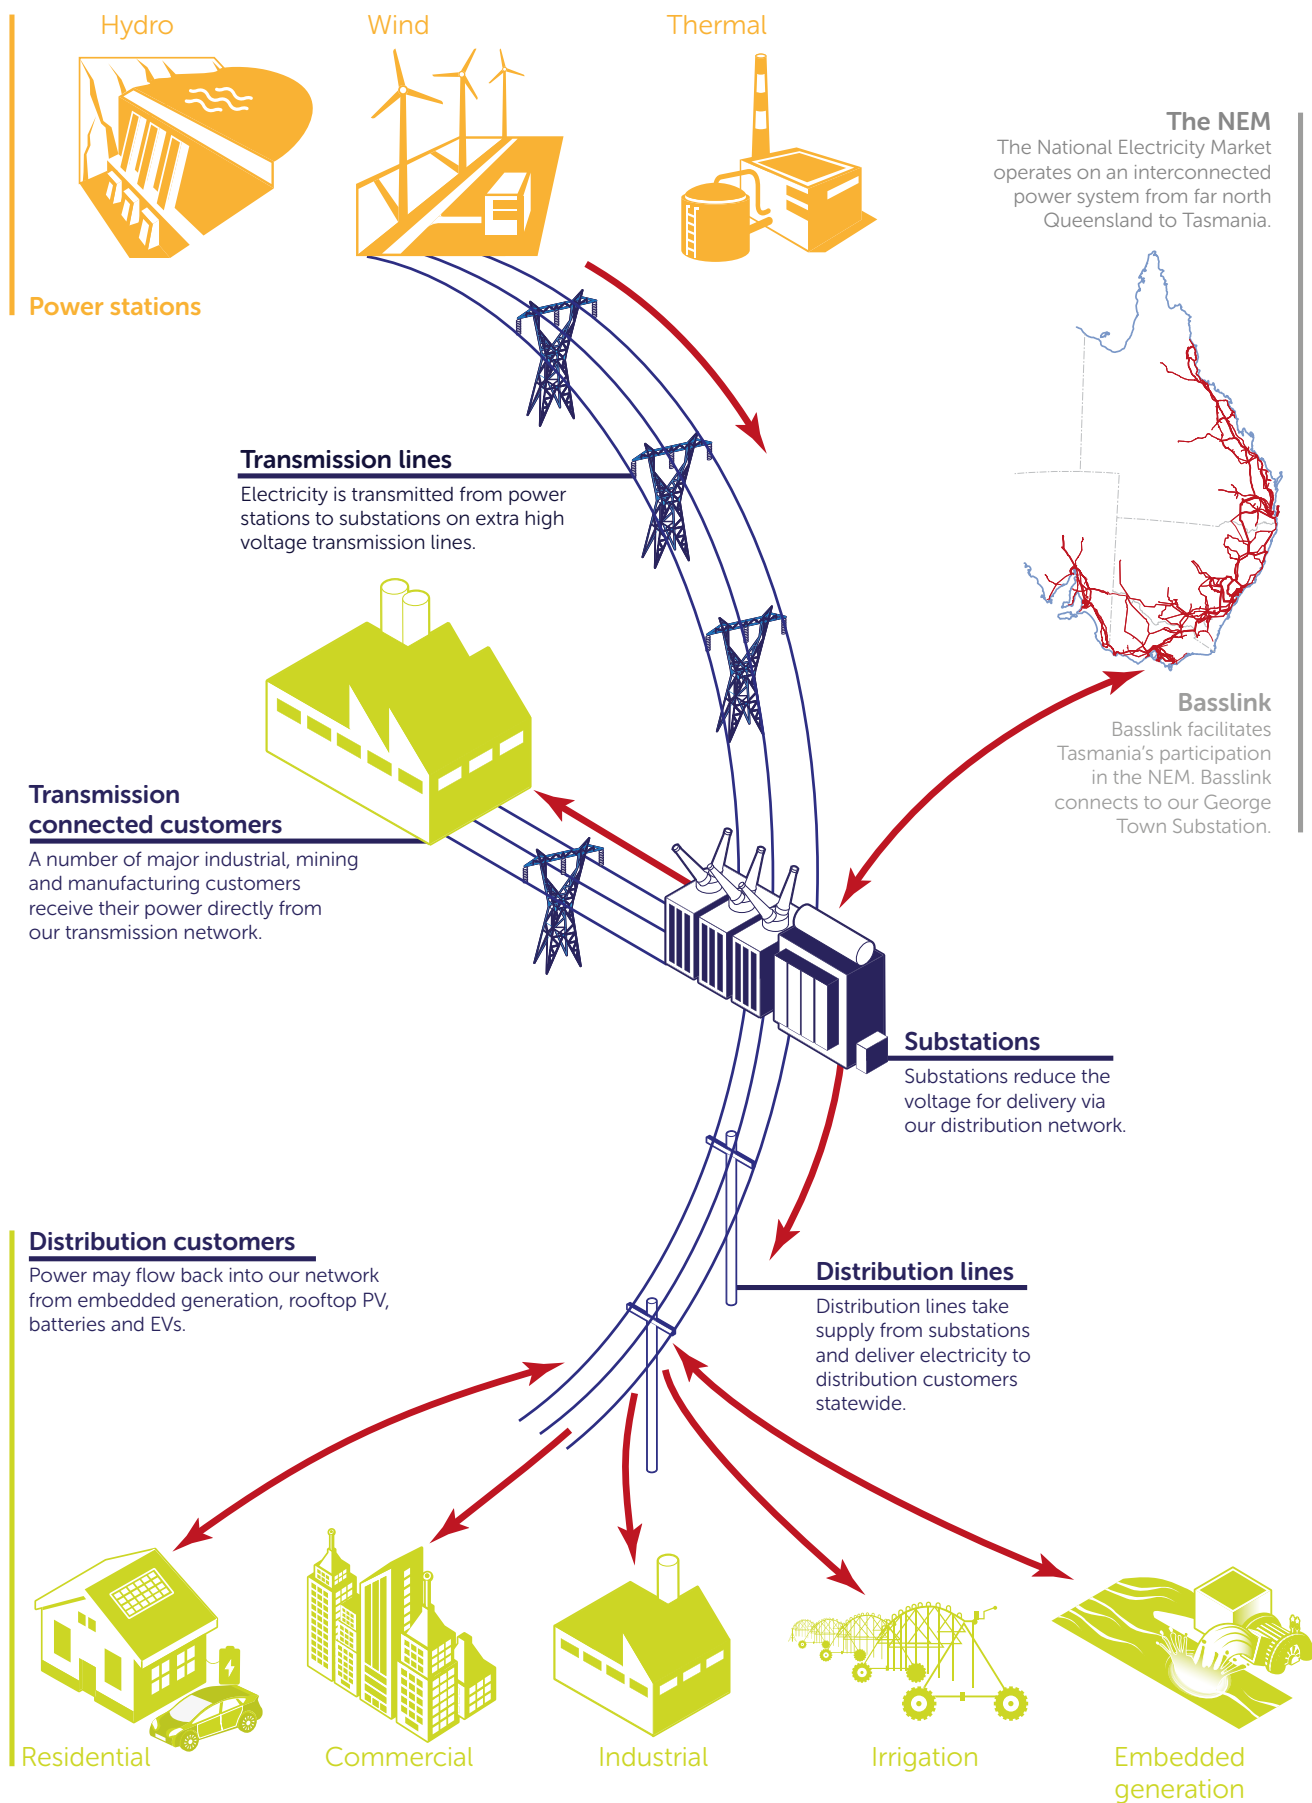 Hydro
Wind
Thermal
Power stations
The NEM
The National Electricity Market
operates on an interconnected
power system from far north
Queensland to Tasmania.
Transmission lines
Electricity is transmitted from power
stations to substations on extra high
voltage transmission lines.
Basslink
Basslink facilitates
Tasmania's participation
in the NEM. Basslink
connects to our George
Town Substation.
Transmission
connected customers
A number of major industrial, mining
and manufacturing customers
receive their power directly from
our transmission network.
Substations
Substations reduce the
voltage for delivery via
our distribution network.
Distribution customers
Power may flow back into our network
from embedded generation, rooftop PV,
batteries and EVs.
Distribution lines
Distribution lines take
supply from substations
and deliver electricity to
distribution customers
statewide.
Residential
Commercial
Industrial
Irrigation
Embedded
generation